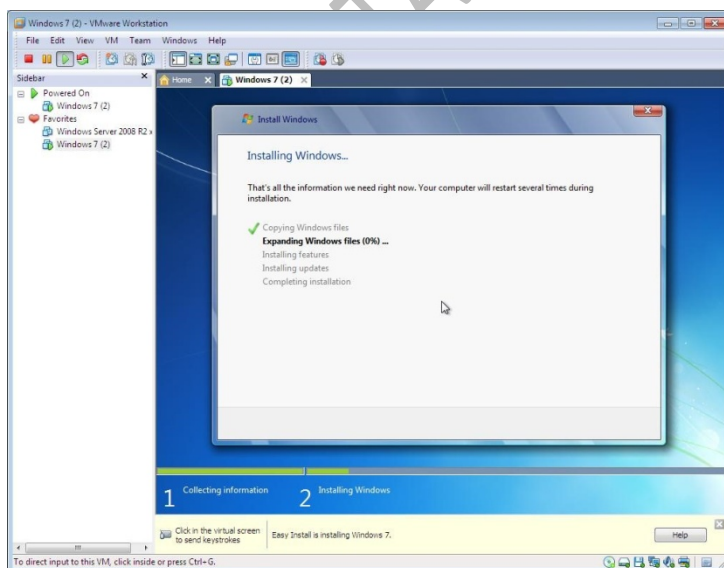 Windows 7 (2) - VMware Workstation
File Edit View VM Team Windows Help
Sidebar
Home
Windows 7 (2)
Powered On
Windows 7 (2)
Favorites
Windows Server 2008 R2 x
Windows 7 (2)
Install Windows
Installing Windows...
That's all the information we need right now. Your computer will restart several times during
installation.
Copying Windows files
Expanding Windows files (0%) ...
Installing features
Installing updates
Completing installation
1 Collecting information
2 Installing Windows
Click in the virtual screen
to send keystrokes
Easy Install is installing Windows 7.
Help
To direct input to this VM, click inside or press Ctrl+G.